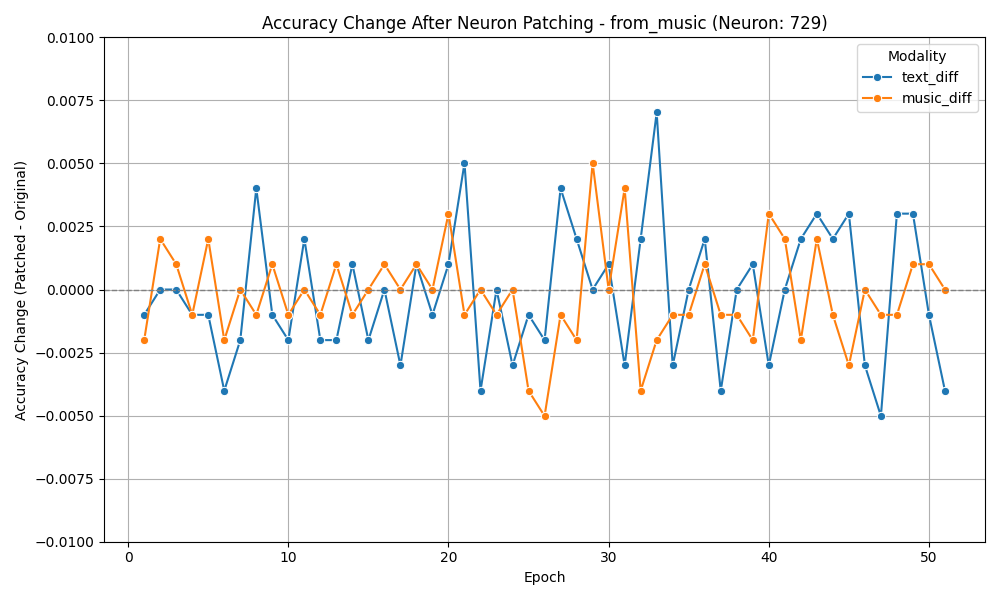 Accuracy Change After Neuron Patching - from_music (Neuron: 729)
Accuracy Change (Patched - Original)
0.0100
0.0075
0.0050
0.0025
0.0000
−0.0025
−0.0050
−0.0075
−0.0100
Modality
text_diff
music_diff
0
10
20
30
40
50
Epoch